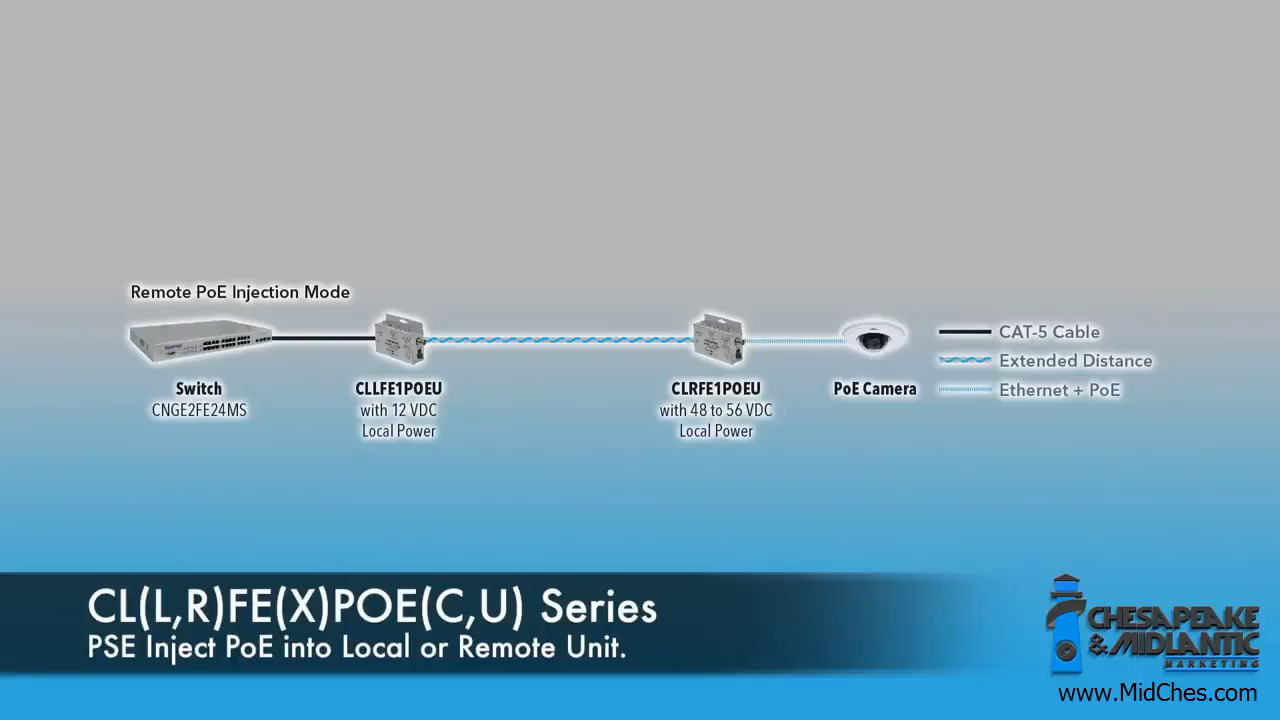 Remote PoE Injection Mode
Switch
CNGE2FE24MS
CLLFE1POEU
with 12 VDC
Local Power
CLRFE1POEU
with 48 to 56 VDC
Local Power
PoE Camera
CAT-5 Cable
Extended Distance
Ethernet + PoE
CL(L,R)FE(X)POE(C,U) Series
PSE Inject PoE into Local or Remote Unit.
CHESAPEAKE
& MIDLANTIC
MARKETING
www.MidChes.com